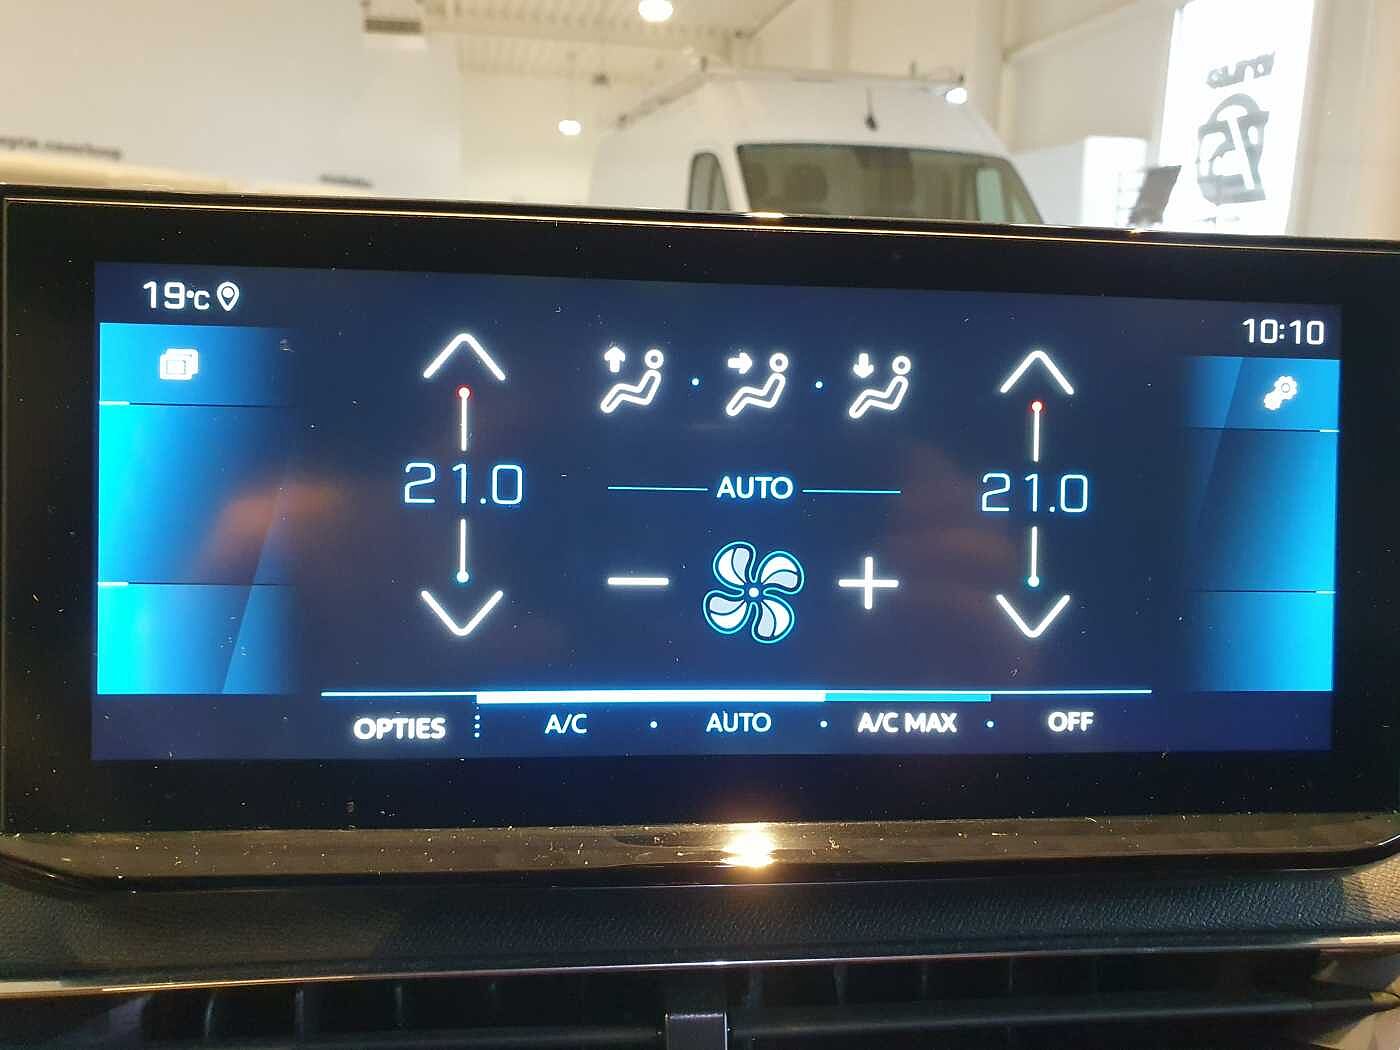 19°C
10:10
21.0
AUTO
21.0
OPTIES
A/C
AUTO
A/C MAX
OFF